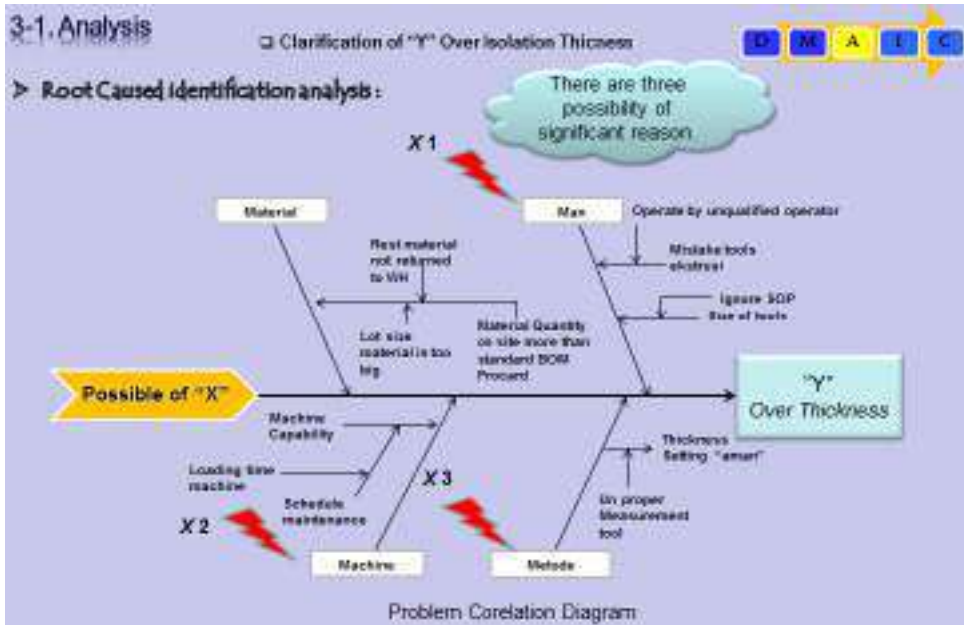 3-1. Analysis
❑ Clarification of “Y” Over Isolation Thicness
D M A I C
➢ Root Caused Identification analysis :
There are three
possibility of
significant reason
X 1
Material
Man
Operate by unqualified operator
Rest material
not returned
to WH
Mistake tools
ekstrusi
Ignore SOP
Size of tools
Lot size
material in too
big
Material Quantity
on site more than
standard BOM
Procard
Possible of “X”
“Y”
Over Thickness
Machine
Capability
Thickness
Setting “aman”
Loading time
machine
X 3
Schedule
maintenance
Un proper
Measurement
tool
X 2
Machine
Metode
Problem Corelation Diagram